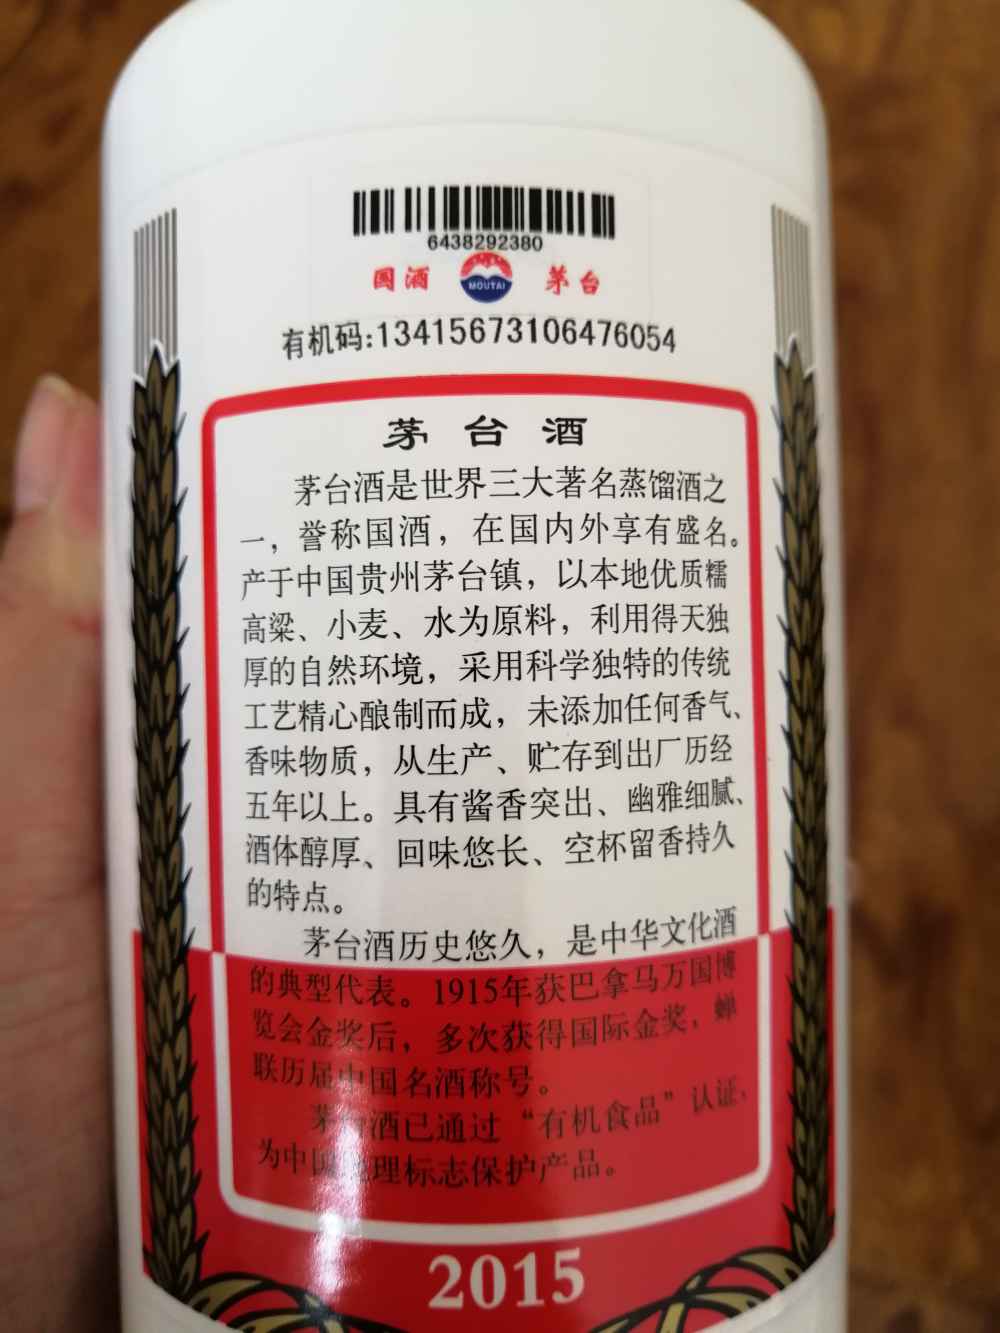 6438292380
国酒 MOUTAI 茅台
有机码:13415673106476054
茅台酒
茅台酒是世界三大著名蒸馏酒之
一，誉称国酒，在国内外享有盛名。
产于中国贵州茅台镇，以本地优质糯
高粱、小麦、水为原料，利用得天独
厚的自然环境，采用科学独特的传统
工艺精心酿制而成，未添加任何香气、
香味物质，从生产、贮存到出厂历经
五年以上。具有酱香突出、幽雅细腻、
酒体醇厚、回味悠长、空杯留香持久
的特点。
茅台酒历史悠久，是中华文化酒
的典型代表。1915年获巴拿马万国博
览会金奖后，多次获得国际金奖，蝉
联历届中国名酒称号。
茅台酒已通过“有机食品”认证，
为中国地理标志保护产品。
2015